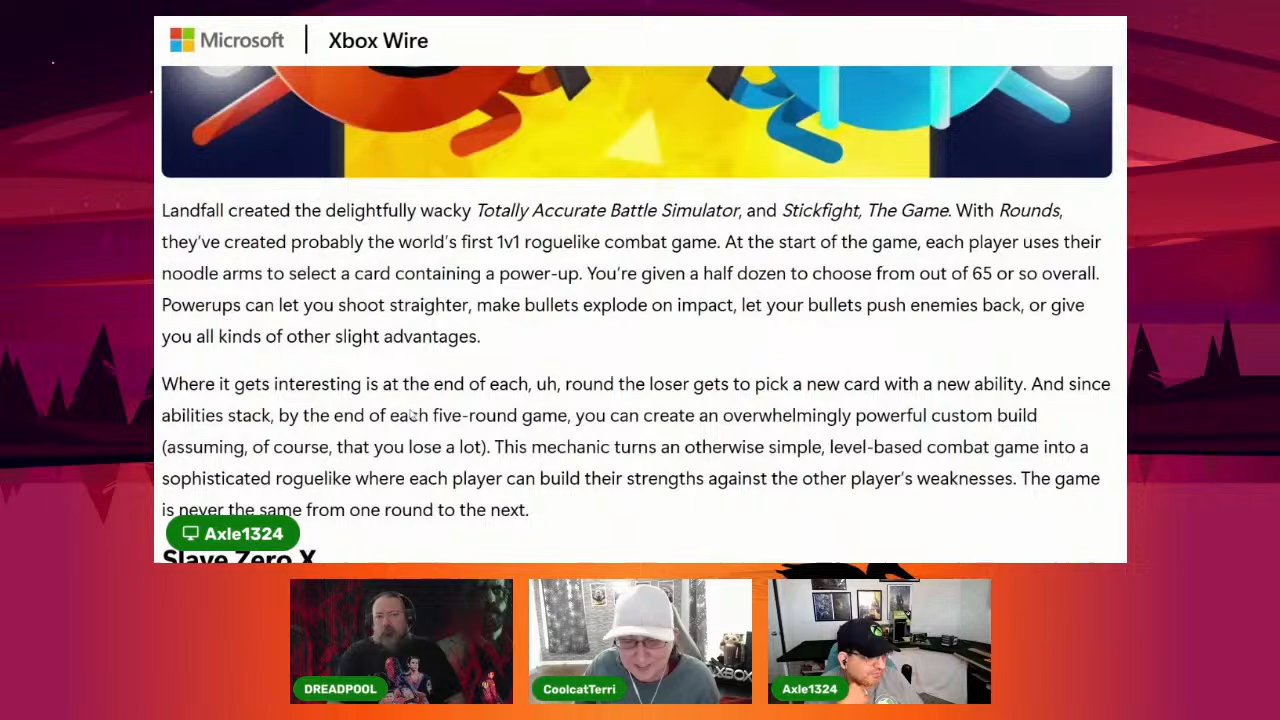 Microsoft | Xbox Wire
Landfall created the delightfully wacky Totally Accurate Battle Simulator, and Stickfight, The Game. With Rounds,
they've created probably the world's first 1v1 roguelike combat game. At the start of the game, each player uses their
noodle arms to select a card containing a power-up. You're given a half dozen to choose from out of 65 or so overall.
Powerups can let you shoot straighter, make bullets explode on impact, let your bullets push enemies back, or give
you all kinds of other slight advantages.
Where it gets interesting is at the end of each, uh, round the loser gets to pick a new card with a new ability. And since
abilities stack, by the end of each five-round game, you can create an overwhelmingly powerful custom build
(assuming, of course, that you lose a lot). This mechanic turns an otherwise simple, level-based combat game into a
sophisticated roguelike where each player can build their strengths against the other player's weaknesses. The game
is never the same from one round to the next.
Axle1324
Slave Zero X
DREADPOOL
CoolcatTerri
XBOX
Axle1324